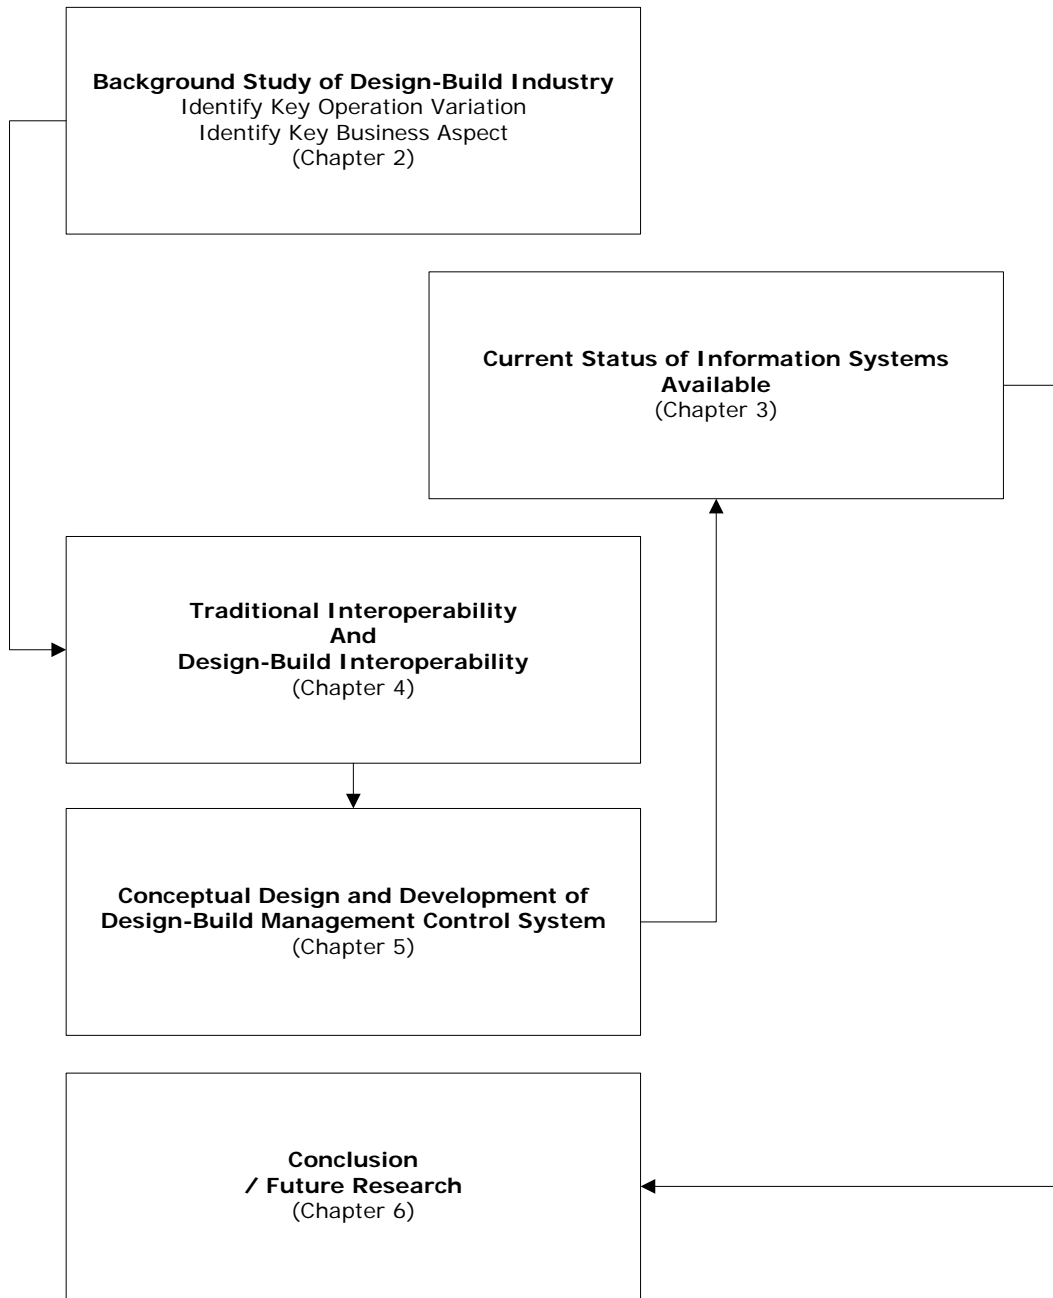 Background Study of Design-Build Industry
Identify Key Operation Variation
Identify Key Business Aspect
(Chapter 2)
Current Status of Information Systems
Available
(Chapter 3)
Traditional Interoperability
And
Design-Build Interoperability
(Chapter 4)
Conceptual Design and Development of
Design-Build Management Control System
(Chapter 5)
Conclusion
/ Future Research
(Chapter 6)